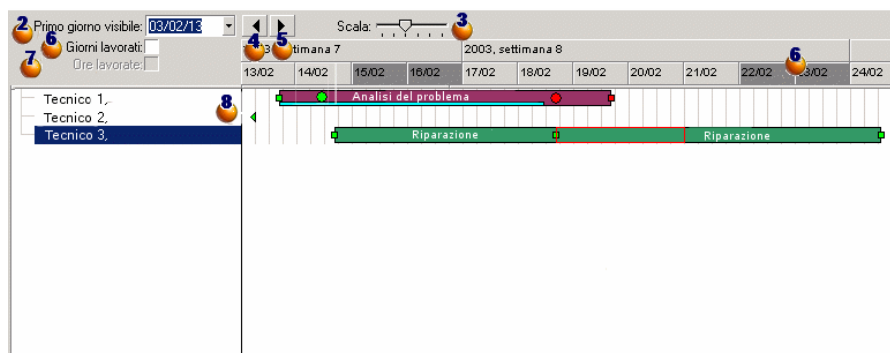 2 Primo giorno visibile: 03/02/13 Scala: 3
6 Giorni lavorati: 4 5 settimana 7 2003, settimana 8 6
7 Ore lavorate:
13/02 14/02 15/02 16/02 17/02 18/02 19/02 20/02 21/02 22/02 23/02 24/02
Tecnico 1, 8 Analisi del problema
Tecnico 2,
Tecnico 3, Riparazione Riparazione